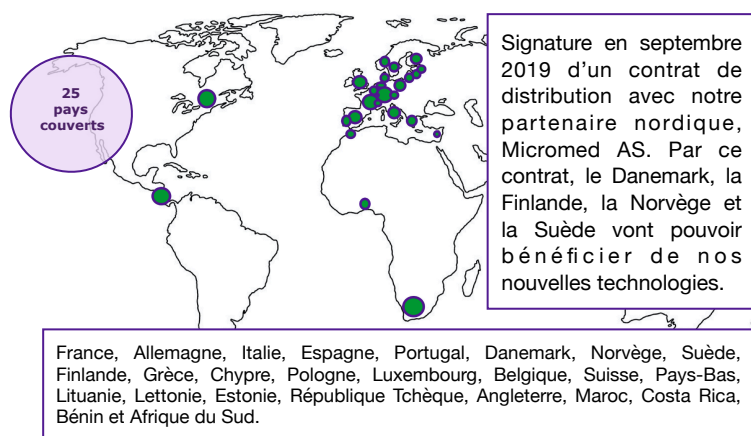 25
pays
couverts
Signature en septembre
2019 d'un contrat de
distribution avec notre
partenaire nordique,
Micromed AS. Par ce
contrat, le Danemark, la
Finlande, la Norvège et
la Suède vont pouvoir
bénéficier de nos
nouvelles technologies.
France, Allemagne, Italie, Espagne, Portugal, Danemark, Norvège, Suède,
Finlande, Grèce, Chypre, Pologne, Luxembourg, Belgique, Suisse, Pays-Bas,
Lituanie, Lettonie, Estonie, République Tchèque, Angleterre, Maroc, Costa Rica,
Bénin et Afrique du Sud.